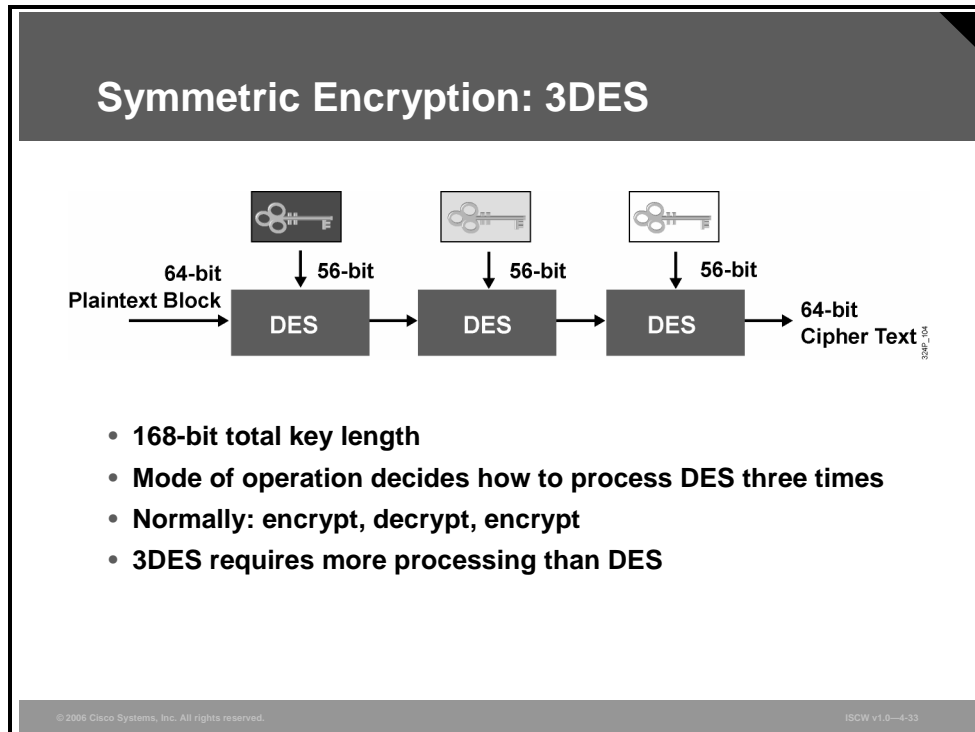 Symmetric Encryption: 3DES
64-bit
Plaintext Block
56-bit
56-bit
56-bit
DES
DES
DES
64-bit
Cipher Text
324P_104
• 168-bit total key length
• Mode of operation decides how to process DES three times
• Normally: encrypt, decrypt, encrypt
• 3DES requires more processing than DES
© 2006 Cisco Systems, Inc. All rights reserved.
ISCW v1.0—4-33